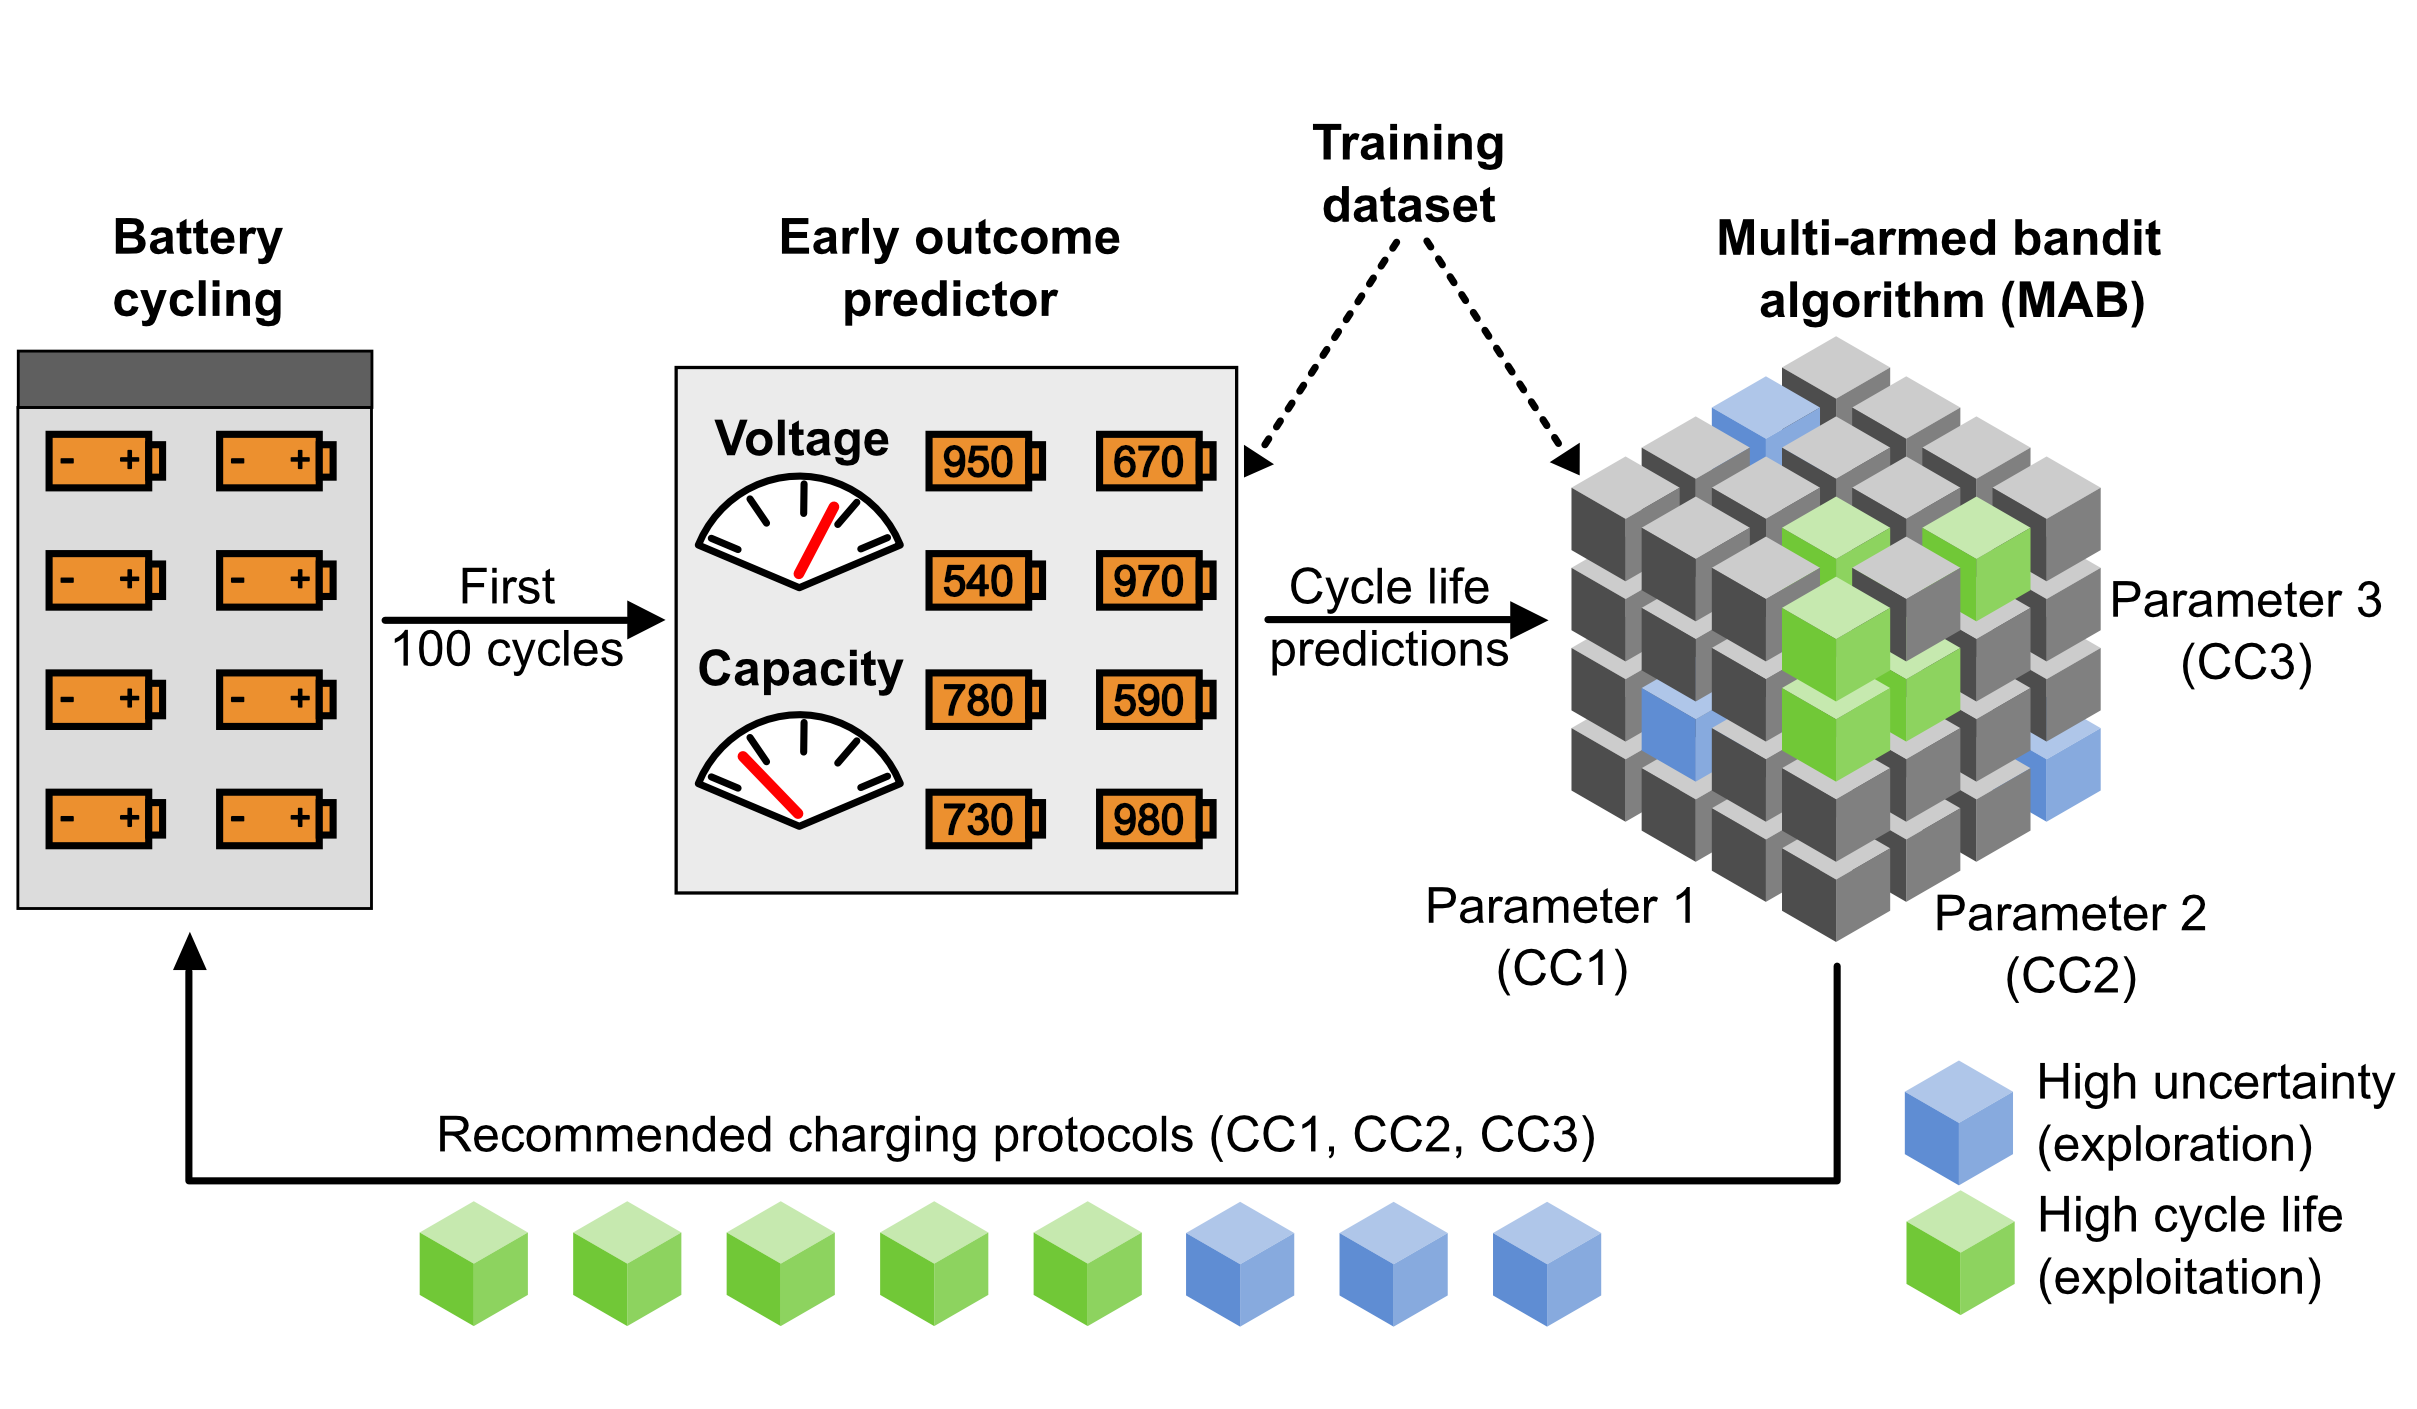 Training
dataset
Battery
cycling
Early outcome
predictor
Multi-armed bandit
algorithm (MAB)
- +
- +
- +
- +
- +
- +
- +
- +
First
100 cycles
Voltage
Capacity
950
670
540
970
780
590
730
980
Cycle life
predictions
Parameter 3
(CC3)
Parameter 1
(CC1)
Parameter 2
(CC2)
Recommended charging protocols (CC1, CC2, CC3)
High uncertainty
(exploration)
High cycle life
(exploitation)